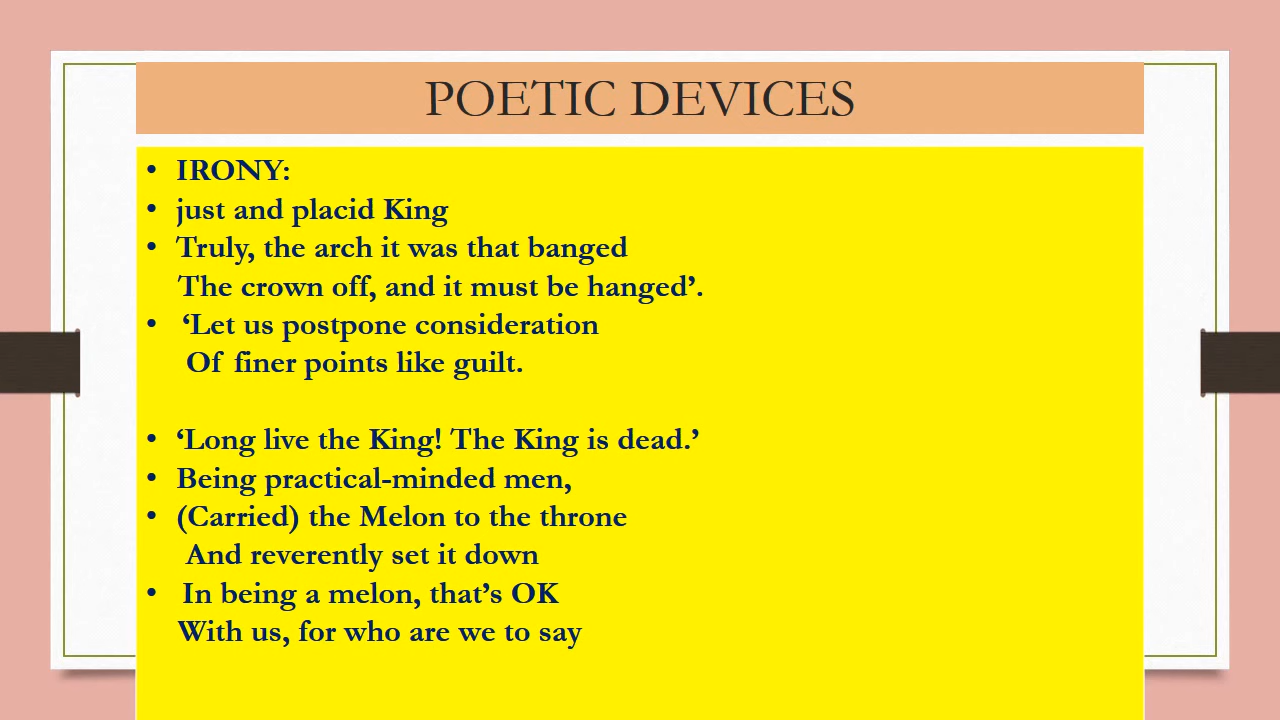 POETIC DEVICES
• IRONY:
• just and placid King
• Truly, the arch it was that banged
The crown off, and it must be hanged’.
• ‘Let us postpone consideration
Of finer points like guilt.
• ‘Long live the King! The King is dead.’
• Being practical-minded men,
• (Carried) the Melon to the throne
And reverently set it down
• In being a melon, that’s OK
With us, for who are we to say